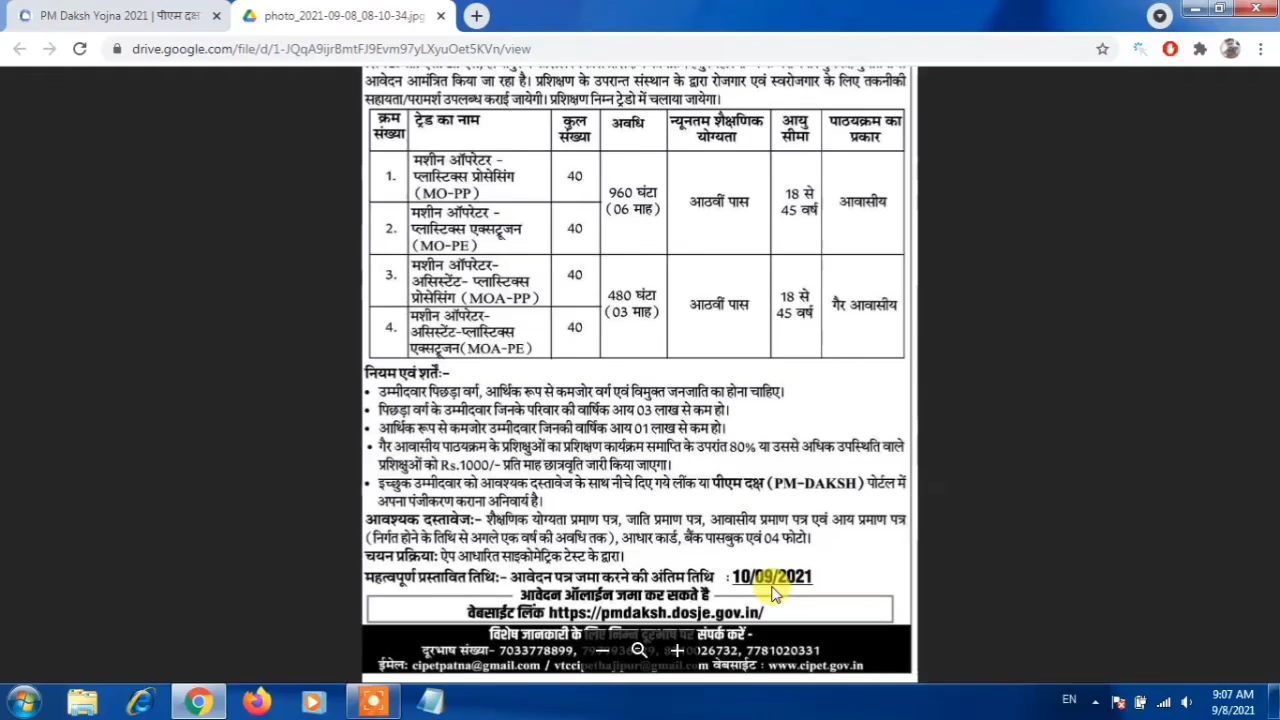 PM Daksh Yojna 2021 | पीएम दक्ष
photo_2021-09-08_08-10-34.jpg
drive.google.com/file/d/1-JQqA9ijrBmtFJ9Evm97yLXyuOet5KVn/view
आवेदन आमंत्रित किया जा रहा है। प्रशिक्षण के उपरान्त संस्थान के द्वारा रोजगार एवं स्वरोजगार के लिए तकनीकी
सहायता/परामर्श उपलब्ध कराई जायेगी। प्रशिक्षण निम्न ट्रेडो में चलाया जायेगा।
क्रम संख्या ट्रेड का नाम कुल संख्या अवधि न्यूनतम शैक्षणिक योग्यता आयु सीमा पाठयक्रम का प्रकार
1. मशीन ऑपरेटर - प्लास्टिक्स प्रोसेसिंग (MO-PP) 40 960 घंटा (06 माह) आठवीं पास 18 से 45 वर्ष आवासीय
2. मशीन ऑपरेटर - प्लास्टिक्स एक्सट्रूजन (MO-PE) 40
3. मशीन ऑपरेटर- असिस्टेंट- प्लास्टिक्स प्रोसेसिंग (MOA-PP) 40 480 घंटा (03 माह) आठवीं पास 18 से 45 वर्ष गैर आवासीय
4. मशीन ऑपरेटर- असिस्टेंट-प्लास्टिक्स एक्सट्रूजन(MOA-PE) 40
नियम एवं शर्तें:-
• उम्मीदवार पिछड़ा वर्ग, आर्थिक रूप से कमजोर वर्ग एवं विमुक्त जनजाति का होना चाहिए।
• पिछड़ा वर्ग के उम्मीदवार जिनके परिवार की वार्षिक आय 03 लाख से कम हो।
• आर्थिक रूप से कमजोर उम्मीदवार जिनकी वार्षिक आय 01 लाख से कम हो।
• गैर आवासीय पाठयक्रम के प्रशिक्षुओं का प्रशिक्षण कार्यक्रम समाप्ति के उपरांत 80% या उससे अधिक उपस्थिति वाले
प्रशिक्षुओं को Rs.1000/- प्रति माह छात्रवृति जारी किया जाएगा।
• इच्छुक उम्मीदवार को आवश्यक दस्तावेज के साथ नीचे दिए गये लींक या पीएम दक्ष (PM-DAKSH) पोर्टल में
अपना पंजीकरण कराना अनिवार्य है।
आवश्यक दस्तावेज:- शैक्षणिक योग्यता प्रमाण पत्र, जाति प्रमाण पत्र, आवासीय प्रमाण पत्र एवं आय प्रमाण पत्र
(निर्गत होने के तिथि से अगले एक वर्ष की अवधि तक), आधार कार्ड, बैंक पासबुक एवं 04 फोटो।
चयन प्रक्रिया: ऐप आधारित साइकोमेट्रिक टेस्ट के द्वारा।
महत्वपूर्ण प्रस्तावित तिथि:- आवेदन पत्र जमा करने की अंतिम तिथि : 10/09/2021
आवेदन ऑलाईन जमा कर सकते है
वेबसाईट लिंक https://pmdaksh.dosje.gov.in/
विशेष जानकारी के लिए निम्न दूरभाष पर संपर्क करें -
दूरभाष संख्या- 7033778899, 7781020331
ईमेल: cipetpatna@gmail.com / vtccipethajipur@gmail.com वेबसाईट : www.cipet.gov.in
EN
9:07 AM
9/8/2021